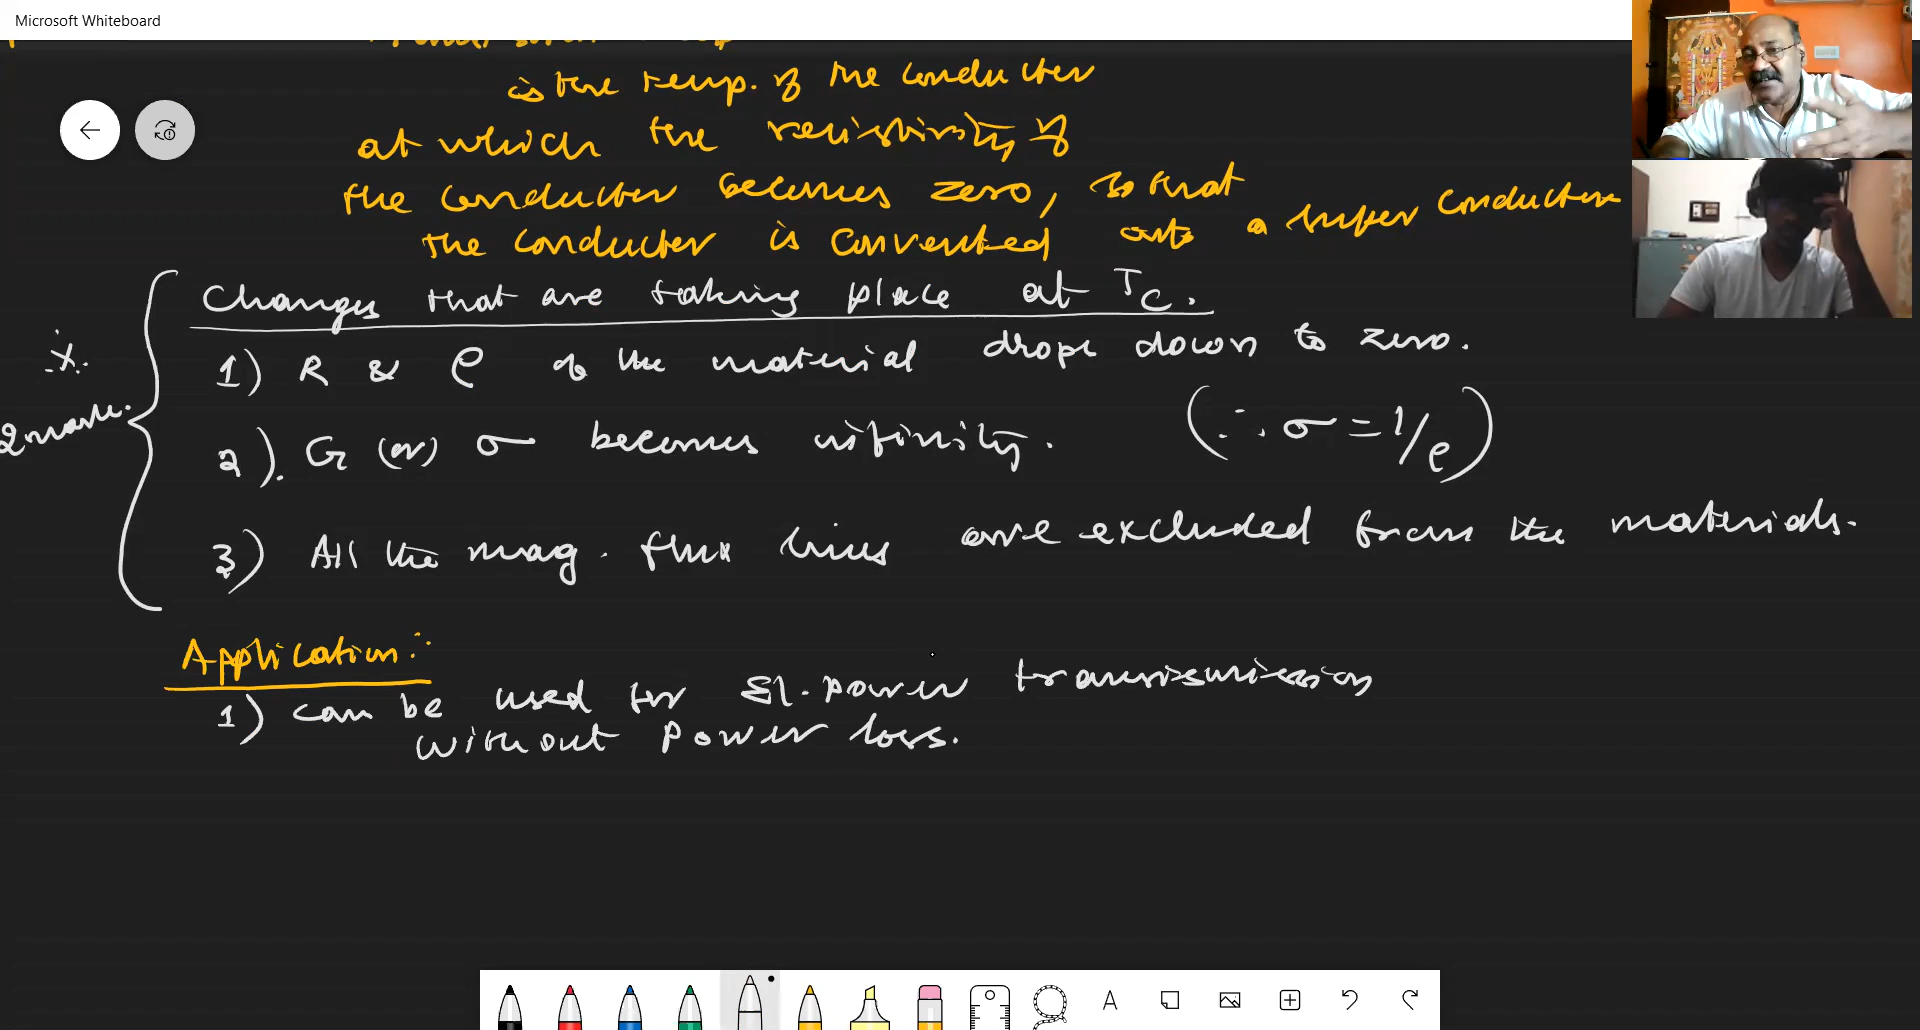 Microsoft Whiteboard
is the temp. of the conductor
at which the resistivity of
the conductor becomes zero, so that
the conductor is converted into a super conductor
Changes that are taking place at Tc.
1) R & ρ of the material drops down to zero.
2 mark.
2). G (or) σ becomes infinity. (∵ σ = 1/ρ)
3) All the mag. flux lines are excluded from the materials.
Application:
1) can be used for El. power transmission
without power loss.
A